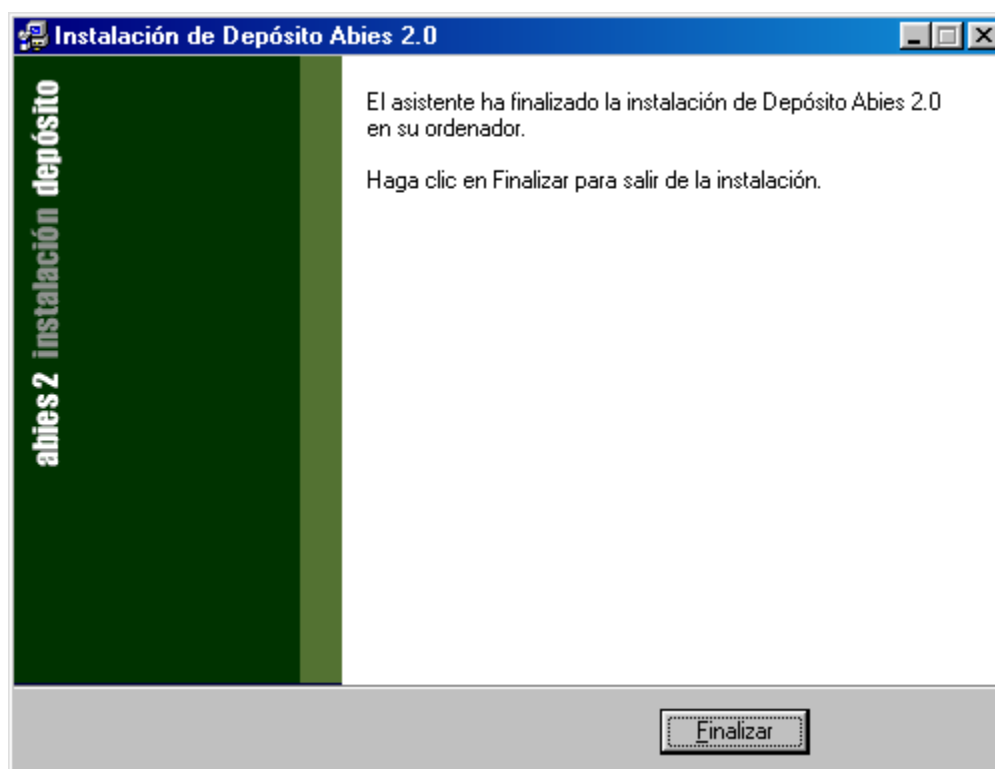 Instalación de Depósito Abies 2.0
abies 2 instalación depósito
El asistente ha finalizado la instalación de Depósito Abies 2.0
en su ordenador.
Haga clic en Finalizar para salir de la instalación.
Finalizar